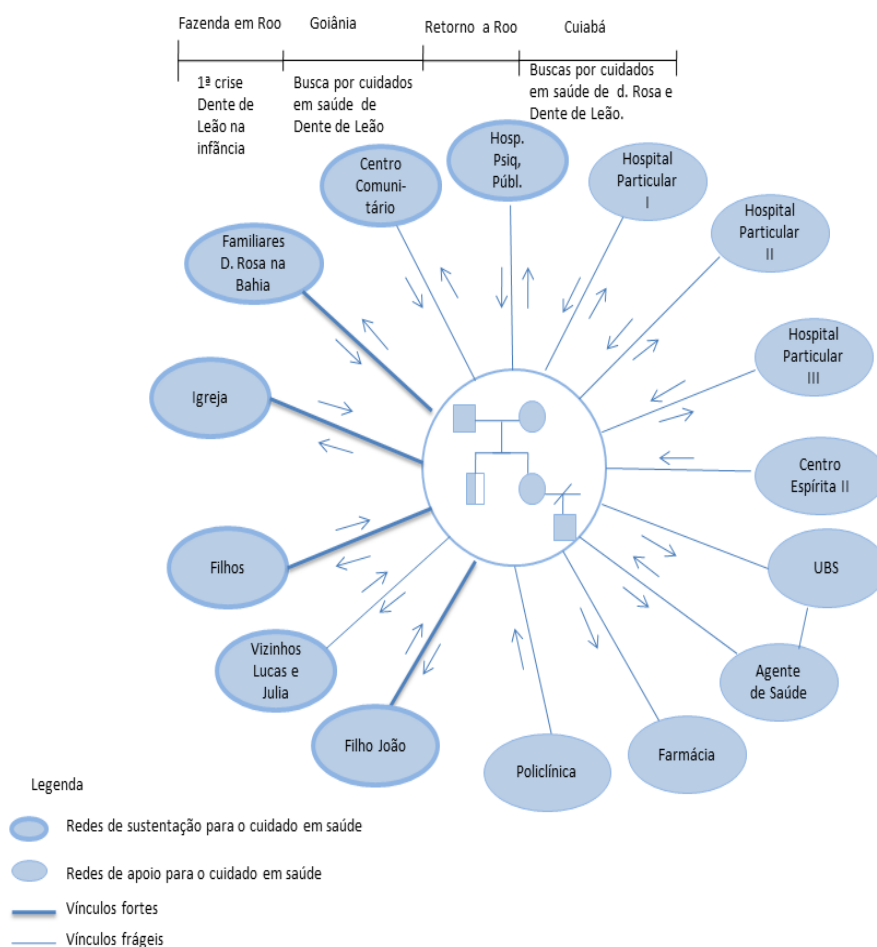 Fazenda em Roo
Goiânia
Retorno a Roo
Cuiabá
1ª crise
Dente de
Leão na
infância
Busca por cuidados
em saúde de
Dente de Leão
Buscas por cuidados
em saúde de d. Rosa e
Dente de Leão.
Hosp.
Psiq,
Públ.
Centro
Comuni-
tário
Hospital
Particular
I
Hospital
Particular
II
Familiares
D. Rosa na
Bahia
Hospital
Particular
III
Igreja
Centro
Espírita II
Filhos
UBS
Vizinhos
Lucas e
Julia
Agente
de Saúde
Filho João
Policlínica
Farmácia
Legenda
Redes de sustentação para o cuidado em saúde
Redes de apoio para o cuidado em saúde
Vínculos fortes
Vínculos frágeis